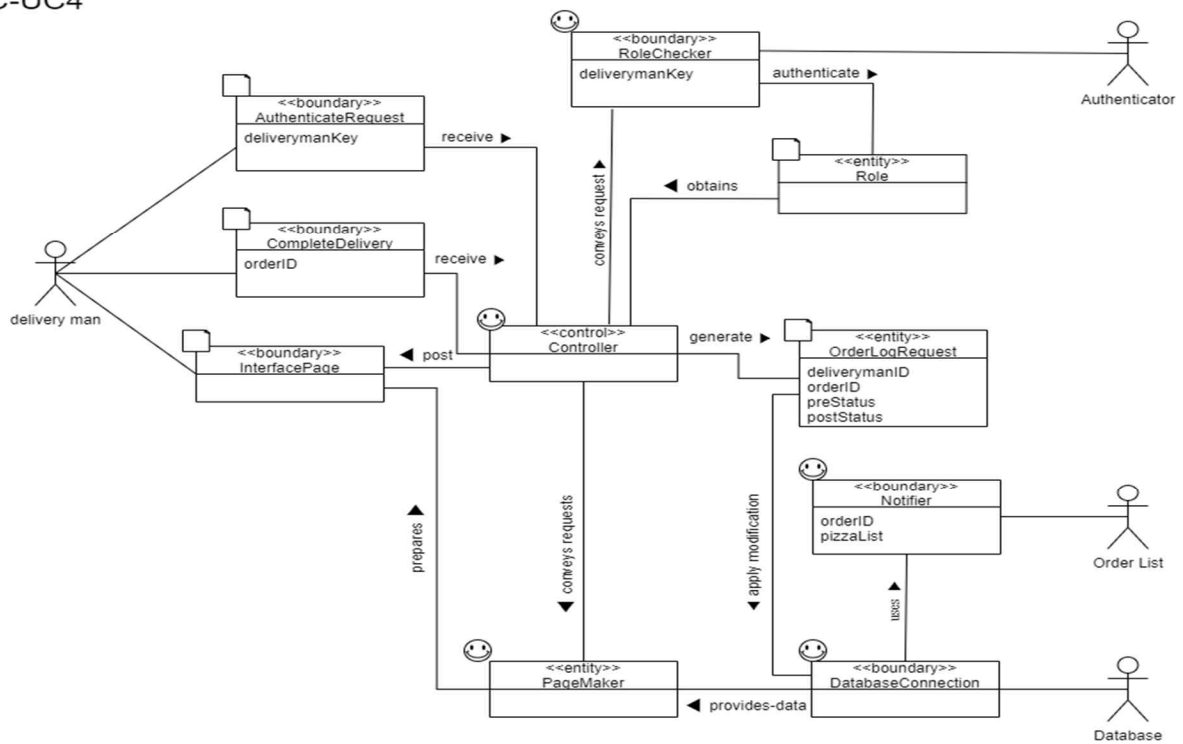 C-UC4
<<boundary>>
RoleChecker
deliverymanKey
authenticate ▶
Authenticator
<<boundary>>
AuthenticateRequest
deliverymanKey
receive ▶
<<entity>>
Role
◀ obtains
conveys request ▶
<<boundary>>
CompleteDelivery
orderID
receive ▶
delivery man
<<control>>
Controller
generate ▶
<<boundary>>
InterfacePage
◀ post
<<entity>>
OrderLogRequest
deliverymanID
orderID
preStatus
postStatus
<<boundary>>
Notifier
orderID
pizzaList
Order List
prepares ▶
◀ conveys requests
◀ apply modification
uses ▶
<<entity>>
PageMaker
<<boundary>>
DatabaseConnection
◀ provides-data
Database